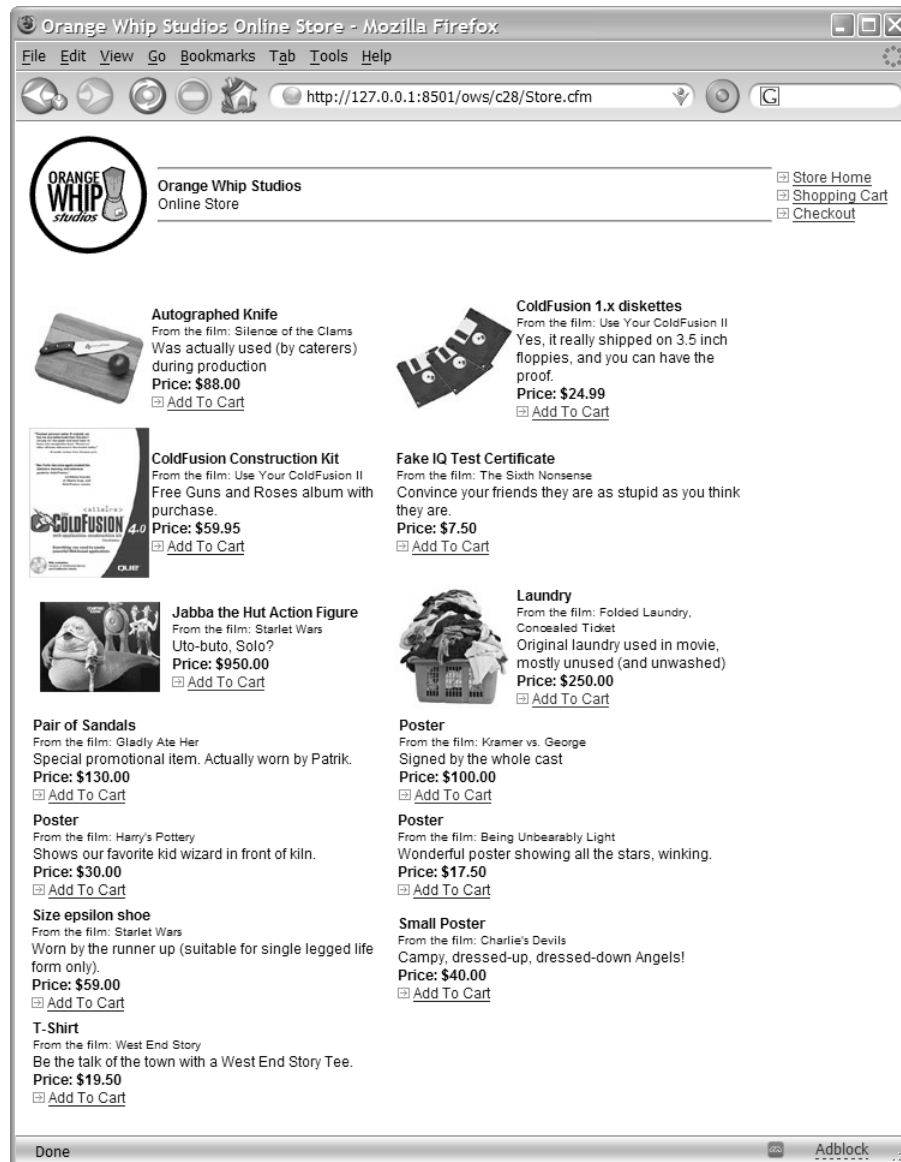 Orange Whip Studios Online Store - Mozilla Firefox
File Edit View Go Bookmarks Tab Tools Help
http://127.0.0.1:8501/ows/c28/Store.cfm
G
ORANGE
WHIP
studios
Orange Whip Studios
Online Store
Store Home
Shopping Cart
Checkout
Autographed Knife
From the film: Silence of the Clams
Was actually used (by caterers)
during production
Price: $88.00
Add To Cart
ColdFusion 1.x diskettes
From the film: Use Your ColdFusion II
Yes, it really shipped on 3.5 inch
floppies, and you can have the
proof.
Price: $24.99
Add To Cart
<allaire>
COLDFUSION 4.0
que
ColdFusion Construction Kit
From the film: Use Your ColdFusion II
Free Guns and Roses album with
purchase.
Price: $59.95
Add To Cart
Fake IQ Test Certificate
From the film: The Sixth Nonsense
Convince your friends they are as stupid as you think
they are.
Price: $7.50
Add To Cart
Jabba the Hut Action Figure
From the film: Starlet Wars
Uto-buto, Solo?
Price: $950.00
Add To Cart
Laundry
From the film: Folded Laundry,
Concealed Ticket
Original laundry used in movie,
mostly unused (and unwashed)
Price: $250.00
Add To Cart
Pair of Sandals
From the film: Gladly Ate Her
Special promotional item. Actually worn by Patrik.
Price: $130.00
Add To Cart
Poster
From the film: Kramer vs. George
Signed by the whole cast
Price: $100.00
Add To Cart
Poster
From the film: Harry's Pottery
Shows our favorite kid wizard in front of kiln.
Price: $30.00
Add To Cart
Poster
From the film: Being Unbearably Light
Wonderful poster showing all the stars, winking.
Price: $17.50
Add To Cart
Size epsilon shoe
From the film: Starlet Wars
Worn by the runner up (suitable for single legged life
form only).
Price: $59.00
Add To Cart
Small Poster
From the film: Charlie's Devils
Campy, dressed-up, dressed-down Angels!
Price: $40.00
Add To Cart
T-Shirt
From the film: West End Story
Be the talk of the town with a West End Story Tee.
Price: $19.50
Add To Cart
Done
Adblock